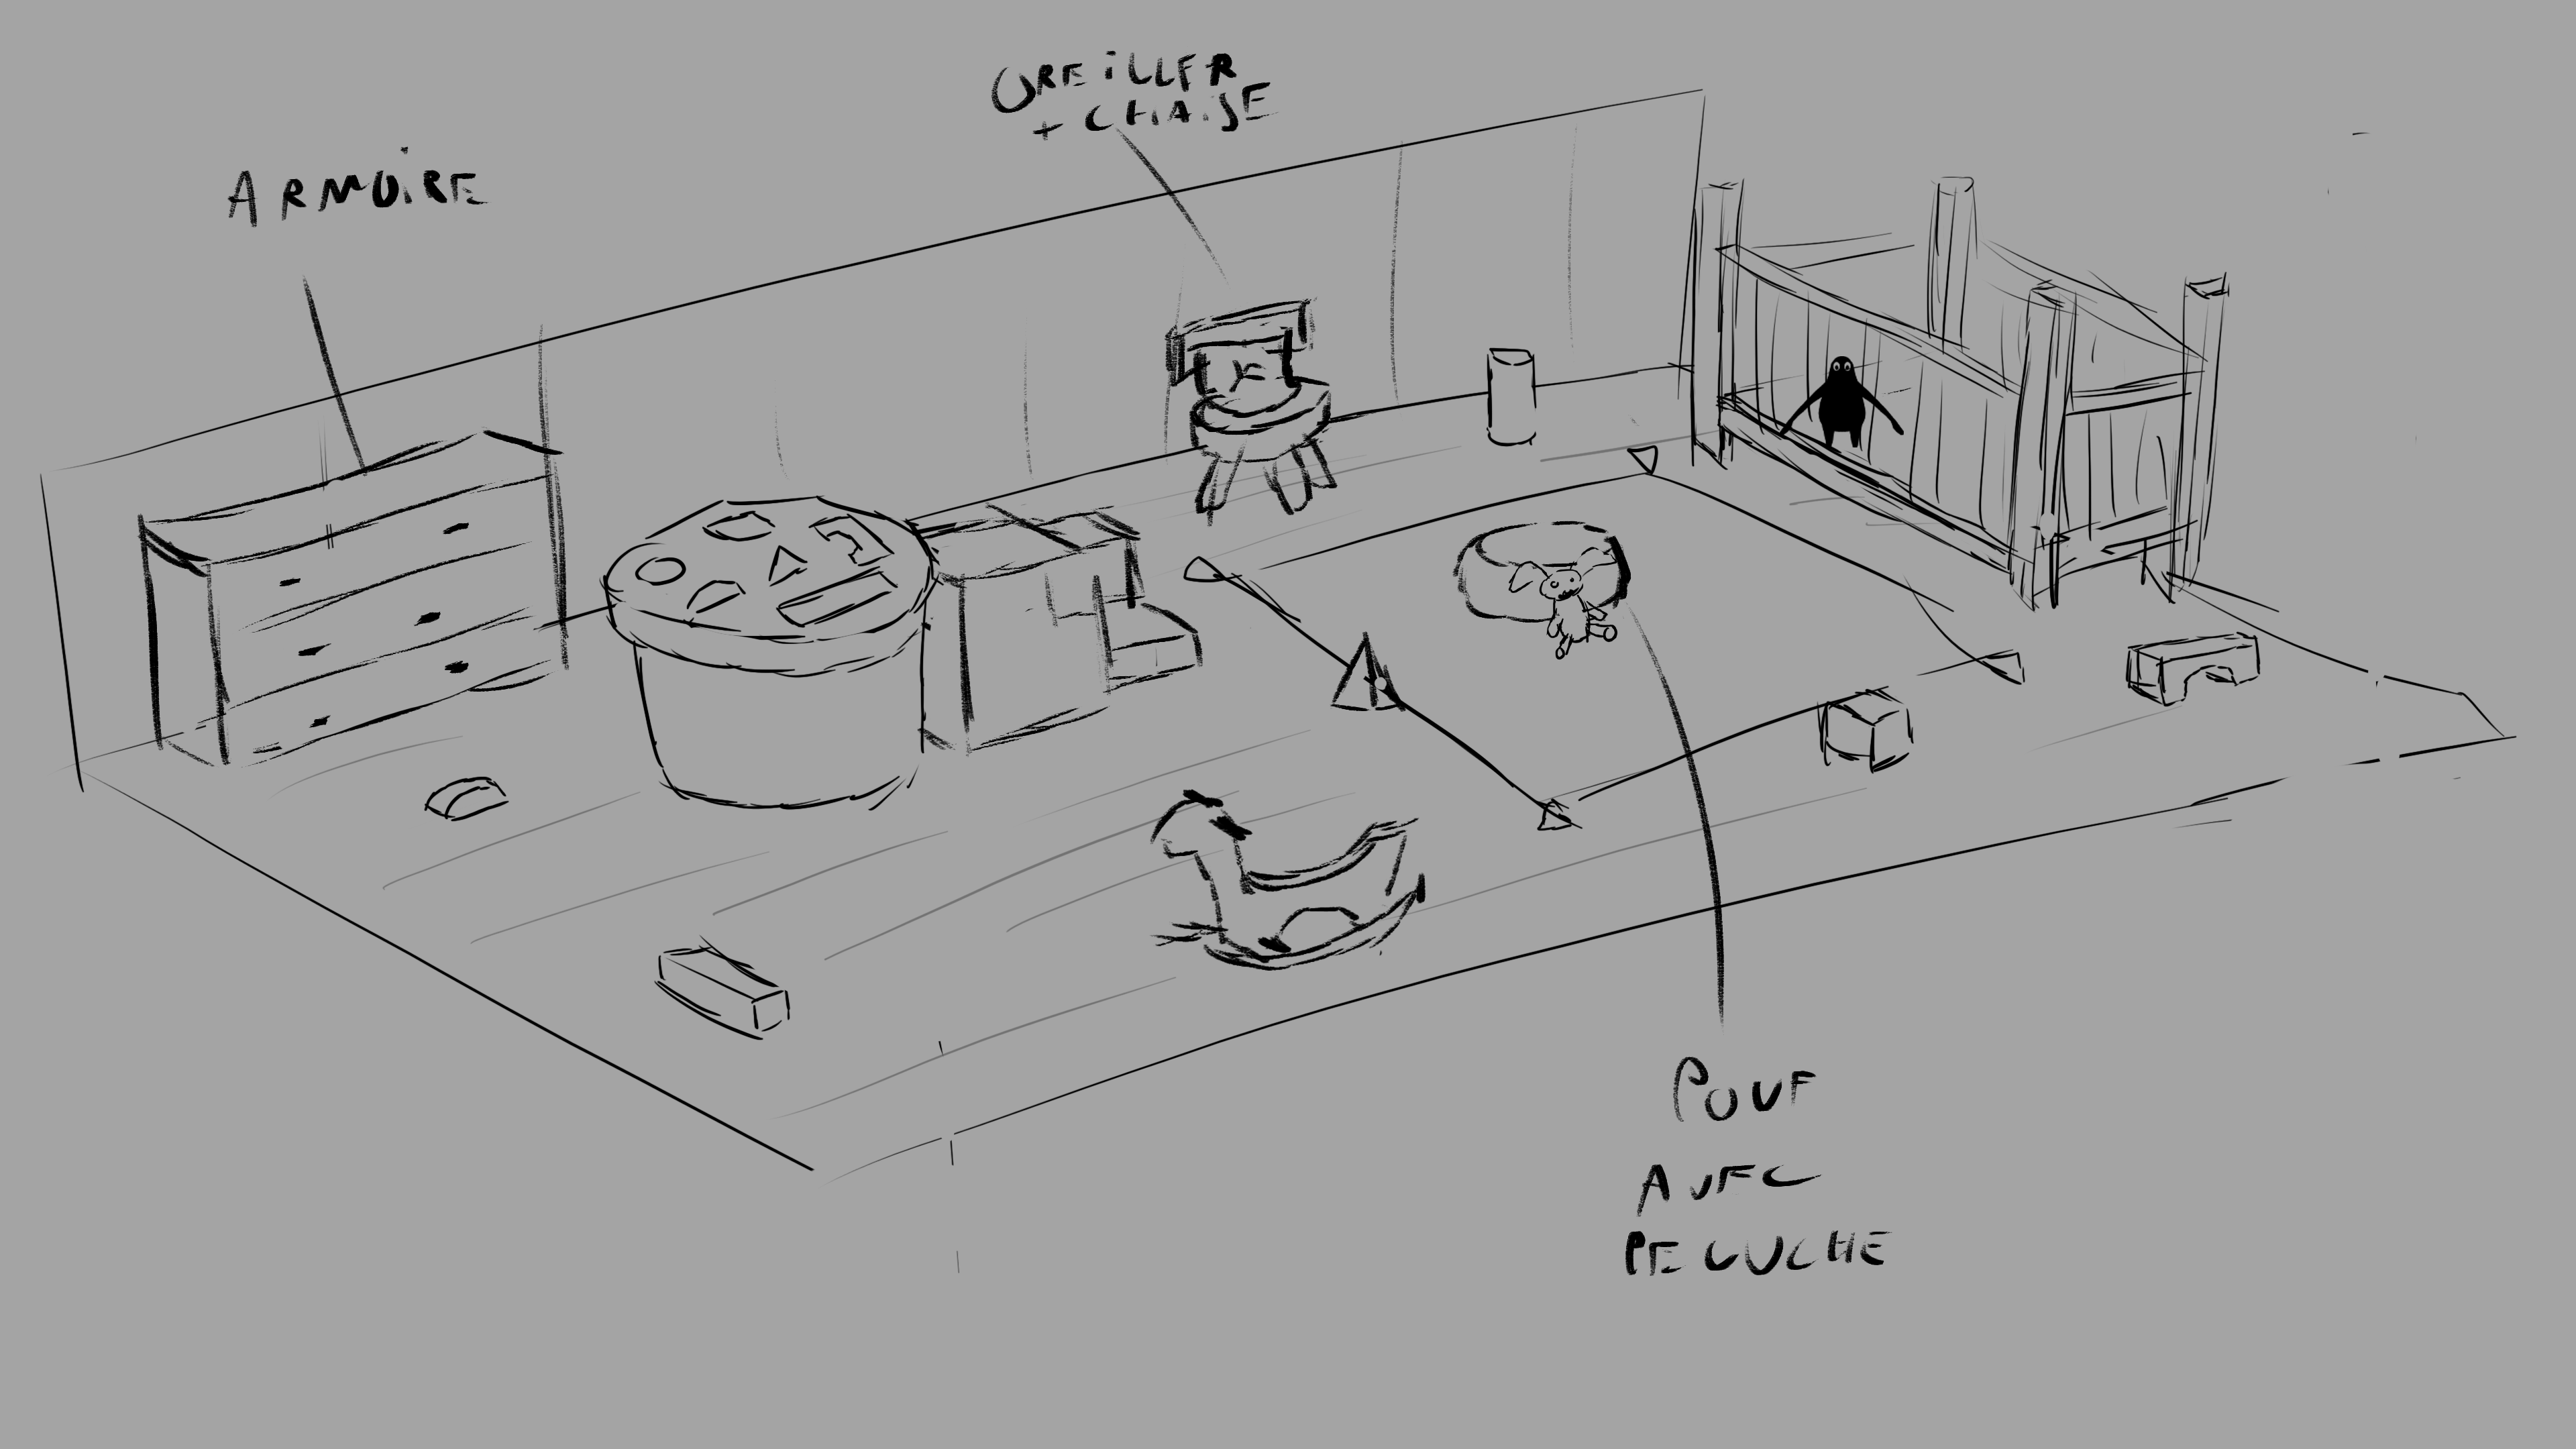 OREILLER
+ CHAISE
ARMOIRE
POUF
AVEC
PELUCHE